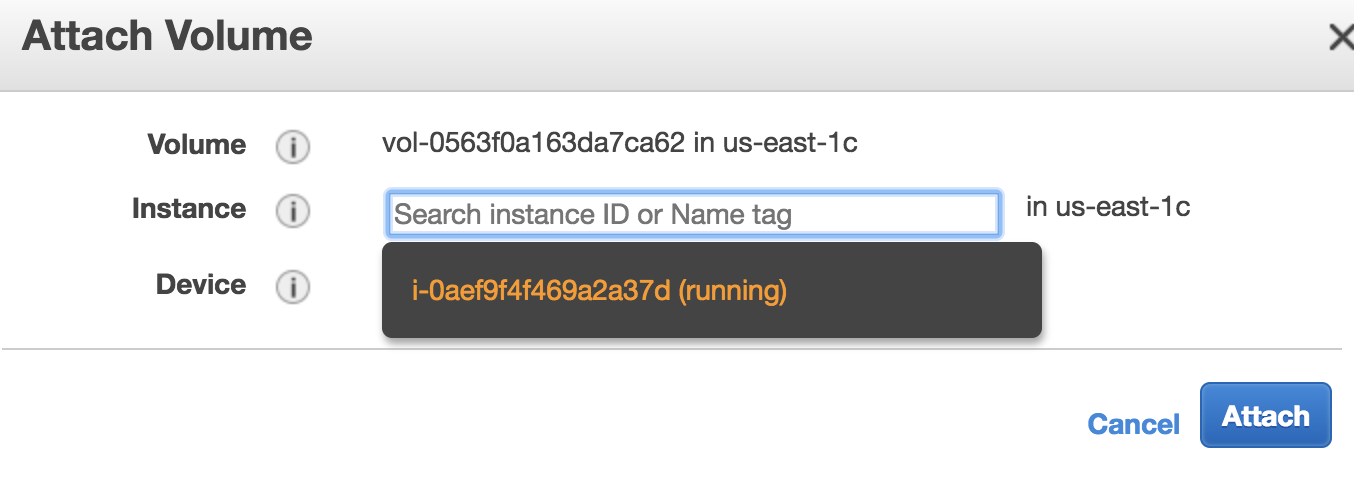 Attach Volume
Volume vol-0563f0a163da7ca62 in us-east-1c
Instance Search instance ID or Name tag in us-east-1c
Device i-0aef9f4f469a2a37d (running)
Cancel Attach